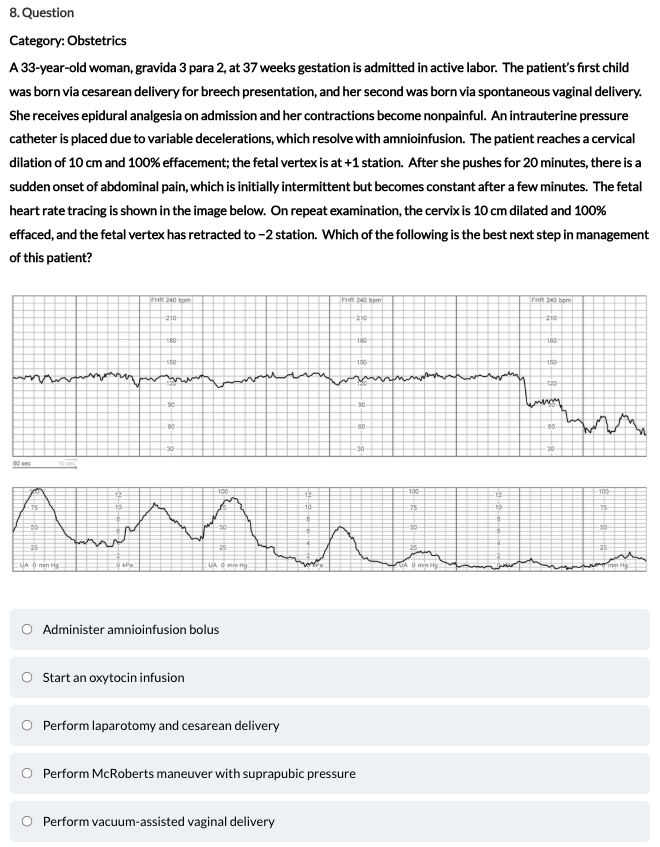 8. Question
Category: Obstetrics
A 33-year-old woman, gravida 3 para 2, at 37 weeks gestation is admitted in active labor.  The patient's first child
was born via cesarean delivery for breech presentation, and her second was born via spontaneous vaginal delivery.
She receives epidural analgesia on admission and her contractions become nonpainful.  An intrauterine pressure
catheter is placed due to variable decelerations, which resolve with amnioinfusion.  The patient reaches a cervical
dilation of 10 cm and 100% effacement; the fetal vertex is at +1 station.  After she pushes for 20 minutes, there is a
sudden onset of abdominal pain, which is initially intermittent but becomes constant after a few minutes.  The fetal
heart rate tracing is shown in the image below.  On repeat examination, the cervix is 10 cm dilated and 100%
effaced, and the fetal vertex has retracted to −2 station.  Which of the following is the best next step in management
of this patient?
FHR 240 bpm FHR 240 bpm FHR 240 bpm
210 210 210
180 180 180
150 150 150
120 120 120
90 90 90
60 60 60
30 30 30
60 sec 10 sec
100 12 100 12 100 12 100
75 10 75 10 75 10 75
8 8 8
50 6 50 6 50 6 50
4 4
25 2 25 2 25 25
UA 0 mm Hg 0 kPa UA 0 mm Hg UA 0 mm Hg mm Hg
Administer amnioinfusion bolus
Start an oxytocin infusion
Perform laparotomy and cesarean delivery
Perform McRoberts maneuver with suprapubic pressure
Perform vacuum-assisted vaginal delivery